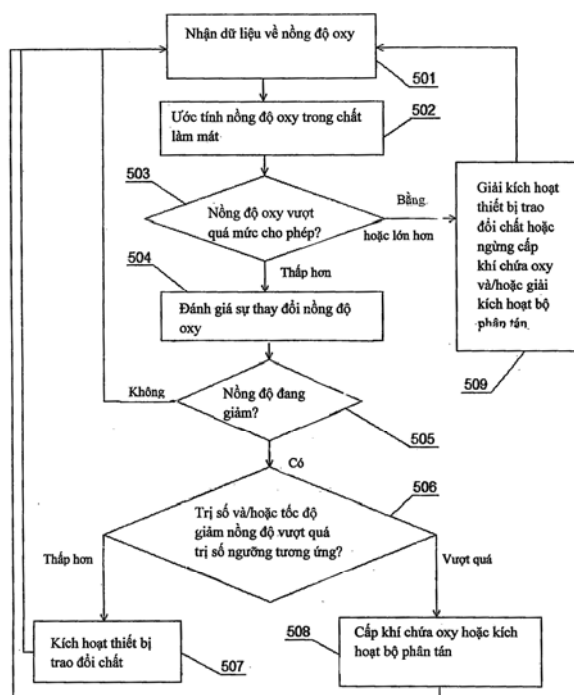 Nhận dữ liệu về nồng độ oxy
501
502
Ước tính nồng độ oxy trong chất
làm mát
503
Nồng độ oxy vượt
quá mức cho phép?
Bằng
hoặc lớn hơn
Giải kích hoạt
thiết bị trao
đổi chất hoặc
ngừng cấp
khí chứa oxy
và/hoặc giải
kích hoạt bộ
phân tán
509
504
Thấp hơn
Đánh giá sự thay đổi nồng độ
oxy
Không
Nồng độ đang
giảm?
505
Có
506
Trị số và/hoặc tốc độ
giảm nồng độ vượt quá
trị số ngưỡng tương ứng?
Thấp hơn
Vượt quá
Kích hoạt thiết bị
trao đổi chất
507
508
Cấp khí chứa oxy hoặc kích
hoạt bộ phân tán